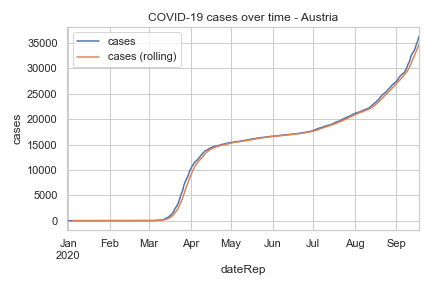 COVID-19 cases over time - Austria
cases
cases (rolling)
35000
30000
25000
20000
15000
10000
5000
0
cases
Jan Feb Mar Apr May Jun Jul Aug Sep
2020
dateRep